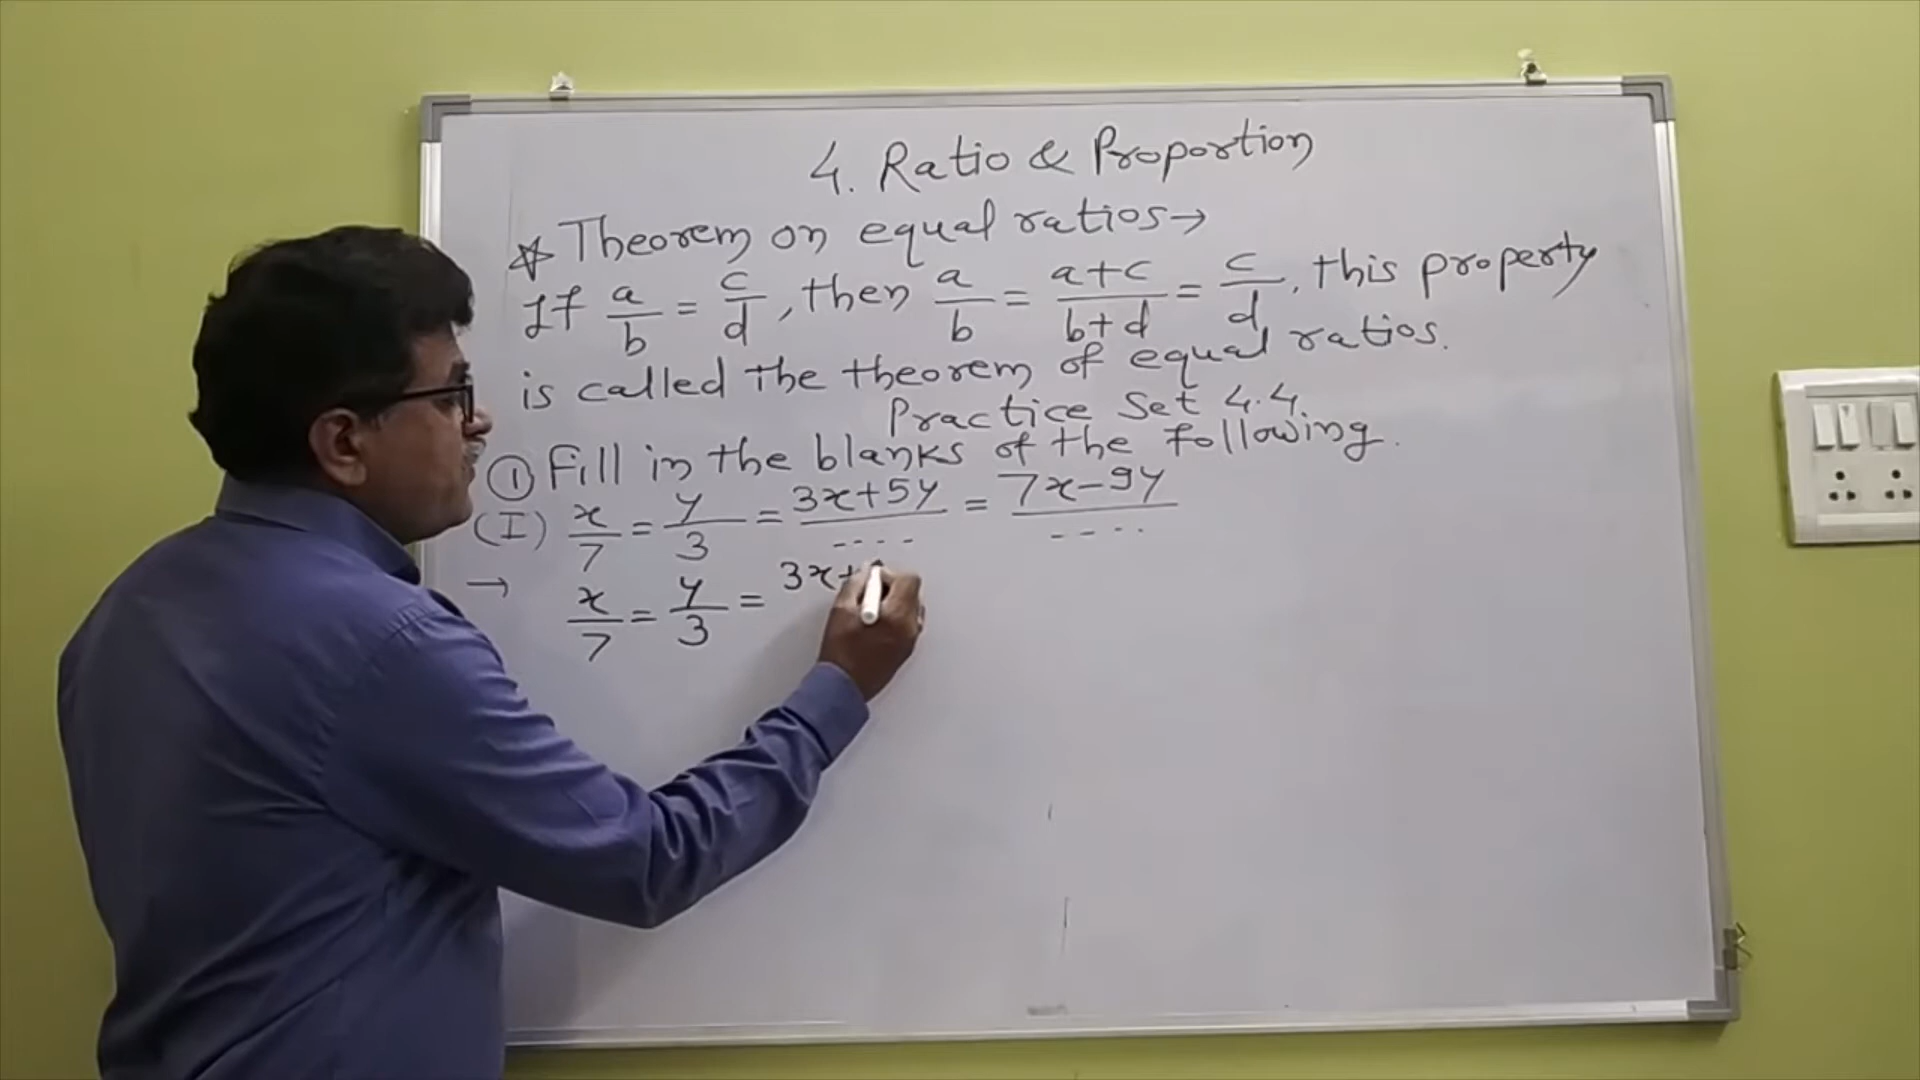 4. Ratio & Proportion
☆ Theorem on equal ratios→
If a/b = c/d, then a/b = a+c/b+d = c/d, this property
is called the theorem of equal ratios.
Practice Set 4.4
① Fill in the blanks of the following.
(I) x/7 = y/3 = 3x+5y/---- = 7x-9y/----
→ x/7 = y/3 = 3x+